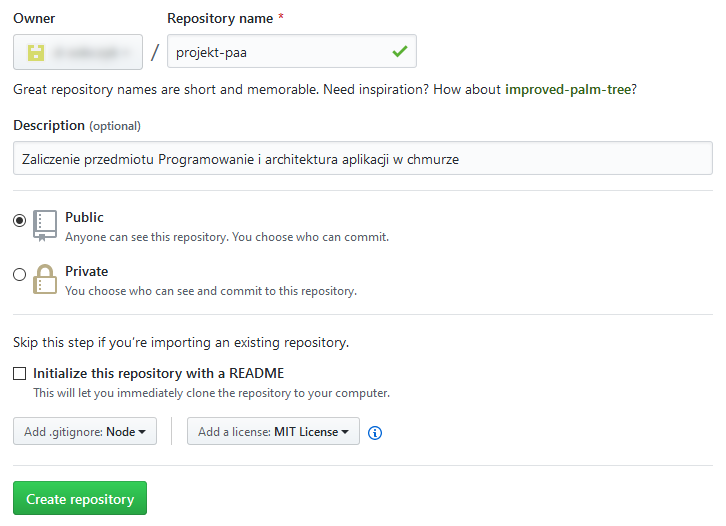 Owner
Repository name *
/
projekt-paa
Great repository names are short and memorable. Need inspiration? How about improved-palm-tree?
Description (optional)
Zaliczenie przedmiotu Programowanie i architektura aplikacji w chmurze
Public
Anyone can see this repository. You choose who can commit.
Private
You choose who can see and commit to this repository.
Skip this step if you’re importing an existing repository.
Initialize this repository with a README
This will let you immediately clone the repository to your computer.
Add .gitignore: Node
Add a license: MIT License
Create repository